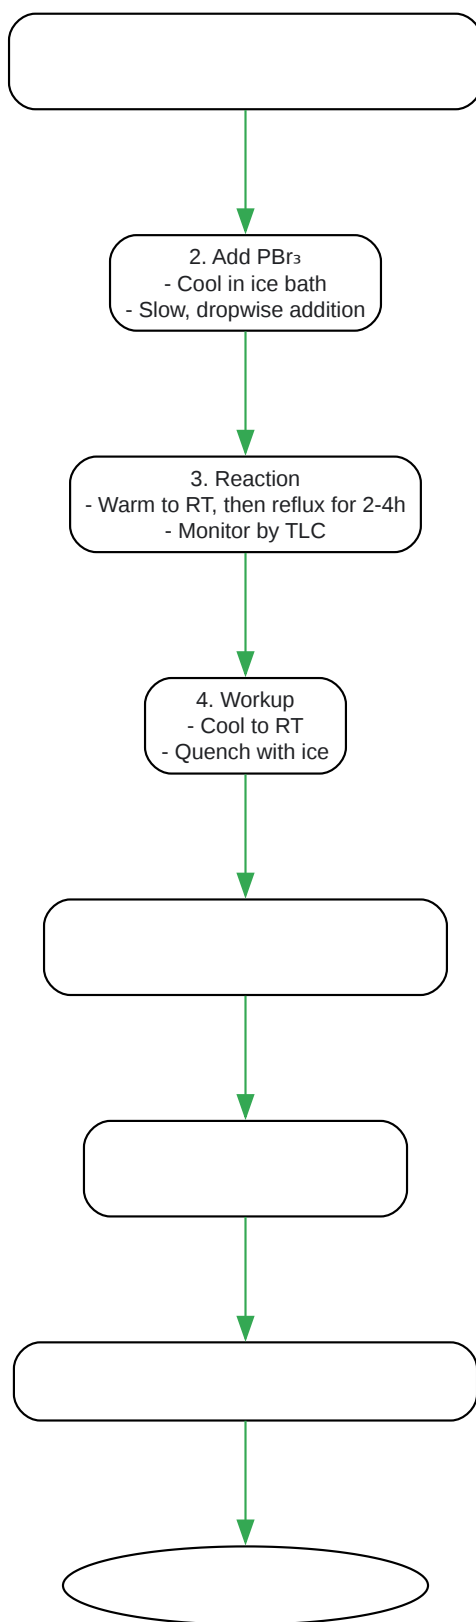 2. Add PBr₃
- Cool in ice bath
- Slow, dropwise addition
3. Reaction
- Warm to RT, then reflux for 2-4h
- Monitor by TLC
4. Workup
- Cool to RT
- Quench with ice